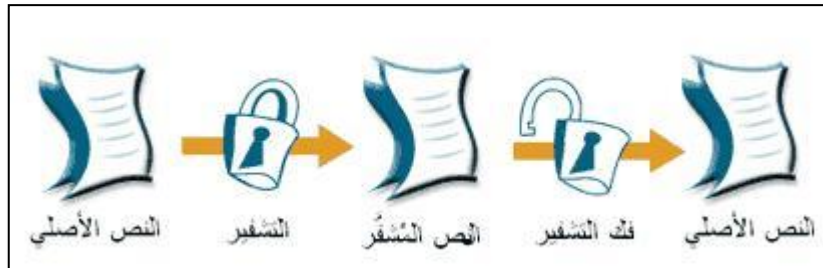 النص الأصلي
التشفير
النص المُشفَّر
فك التشفير
النص الأصلي